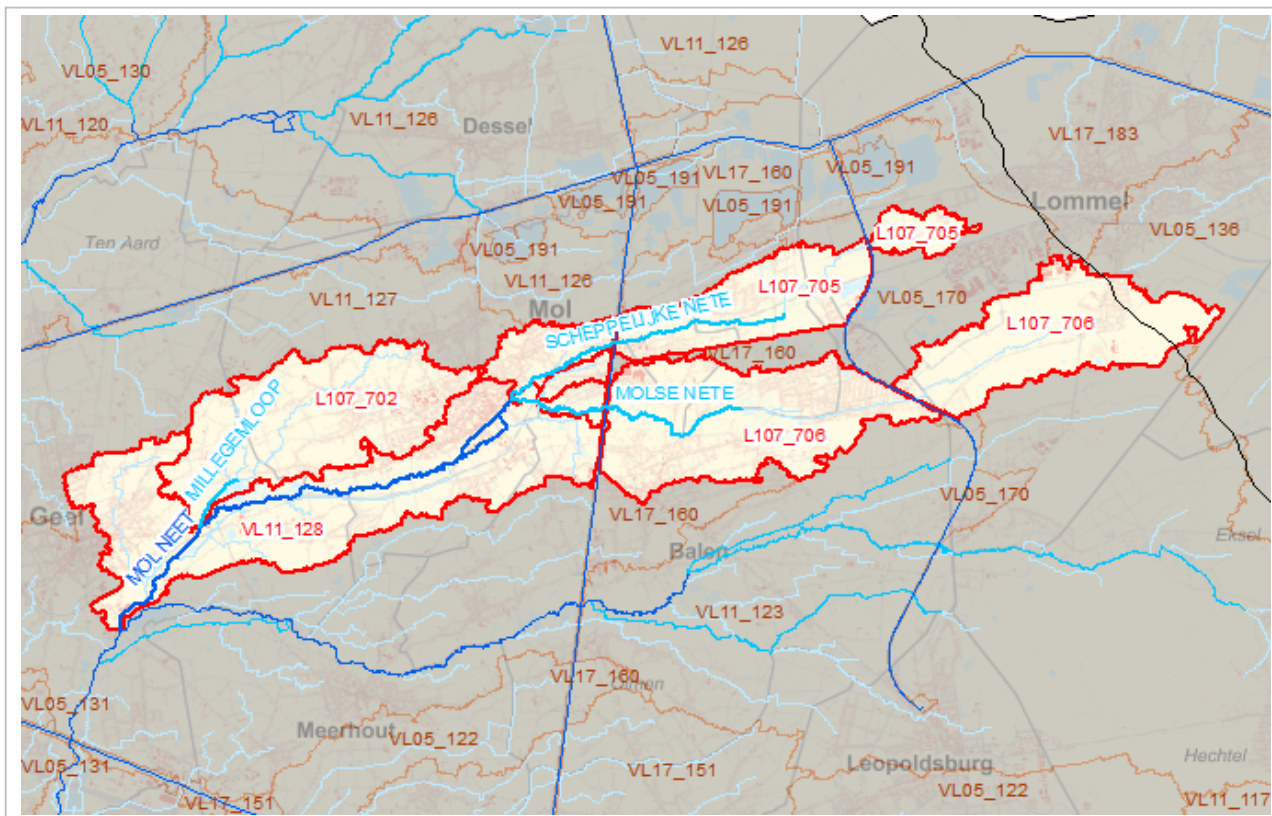 VL11_126
VL05_130
VL11_120
VL11_126
Dessel
VL17_183
VL05_191
VL17_160
VL05_191
VL05_191
VL05_191
Lommel
VL05_136
Ten Aard
VL05_191
L107_705
VL11_126
VL11_127
Mol
L107_705
VL05_170
SCHEPPELIJKE NETE
L107_706
VL17_160
L107_702
MOLSE NETE
MILLEGEMLOOP
L107_706
VL05_170
Geel
MOL NEET
VL11_128
VL17_160
Balen
Eksel
VL11_123
VL17_160
VL05_131
Meerhout
VL05_122
Hechtel
VL05_131
VL17_151
Leopoldsburg
VL05_122
VL17_151
VL11_117